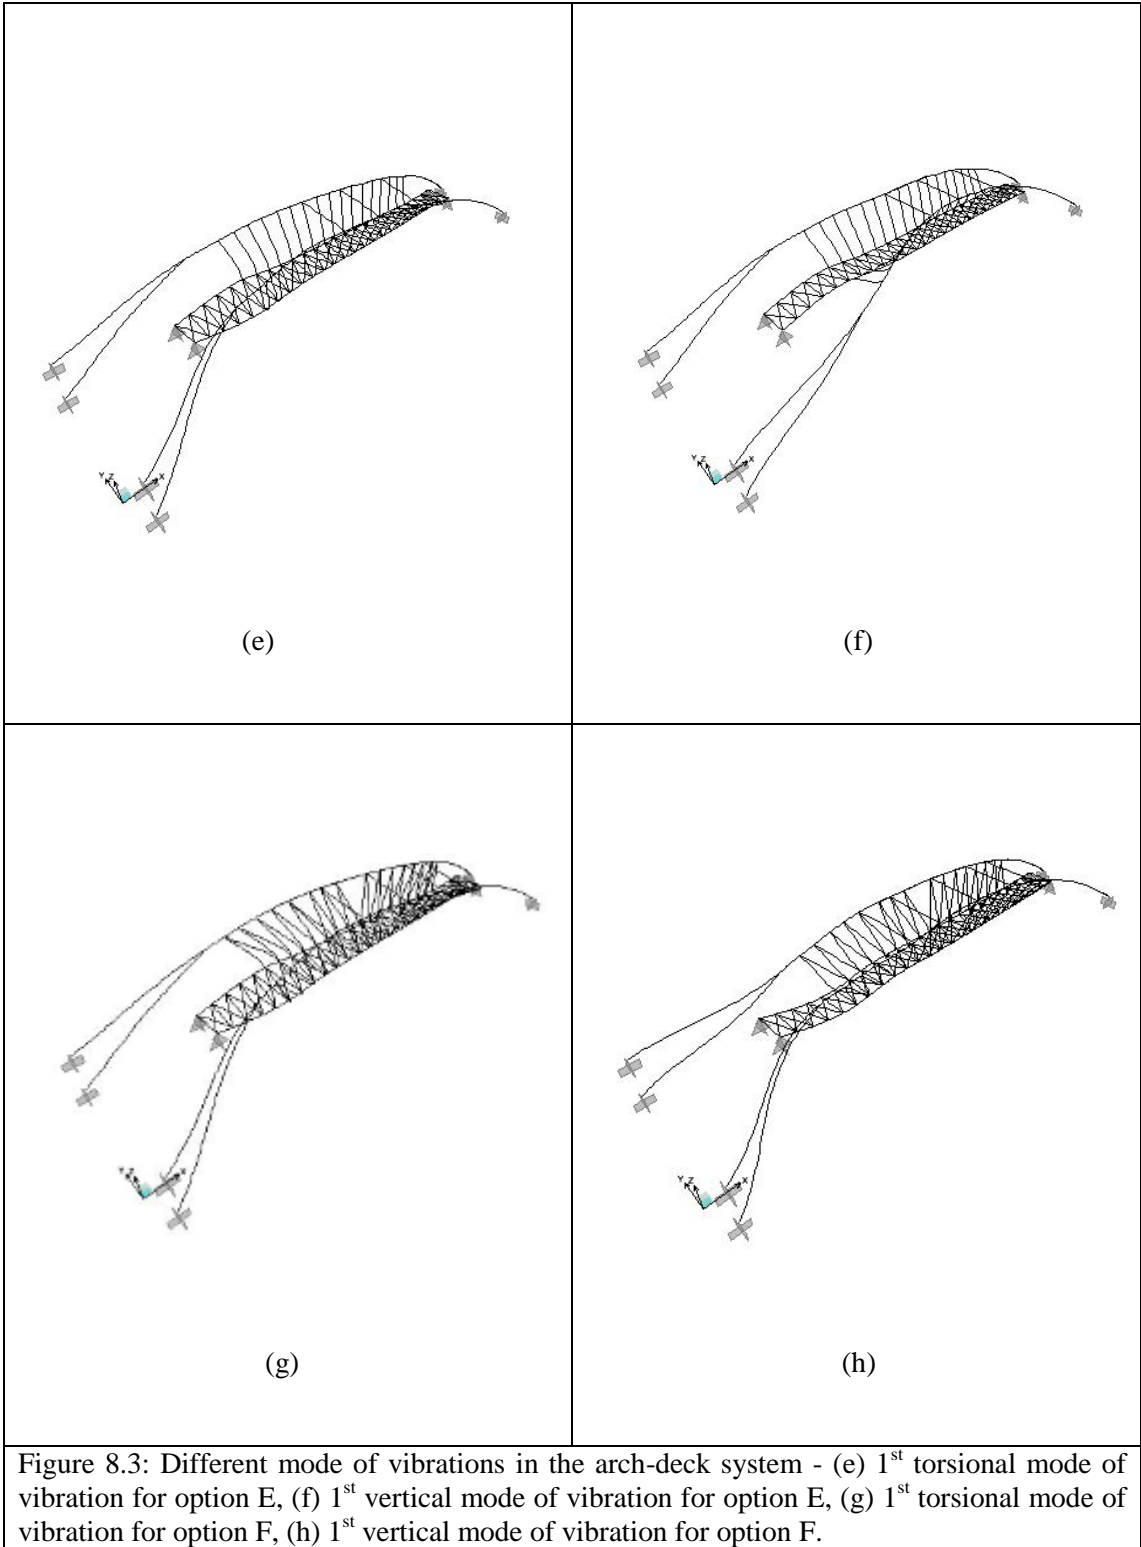 Y Z X
(e)
Y Z X
(f)
Y Z X
(g)
Y Z X
(h)
Figure 8.3: Different mode of vibrations in the arch-deck system - (e) 1st torsional mode of
vibration for option E, (f) 1st vertical mode of vibration for option E, (g) 1st torsional mode of
vibration for option F, (h) 1st vertical mode of vibration for option F.